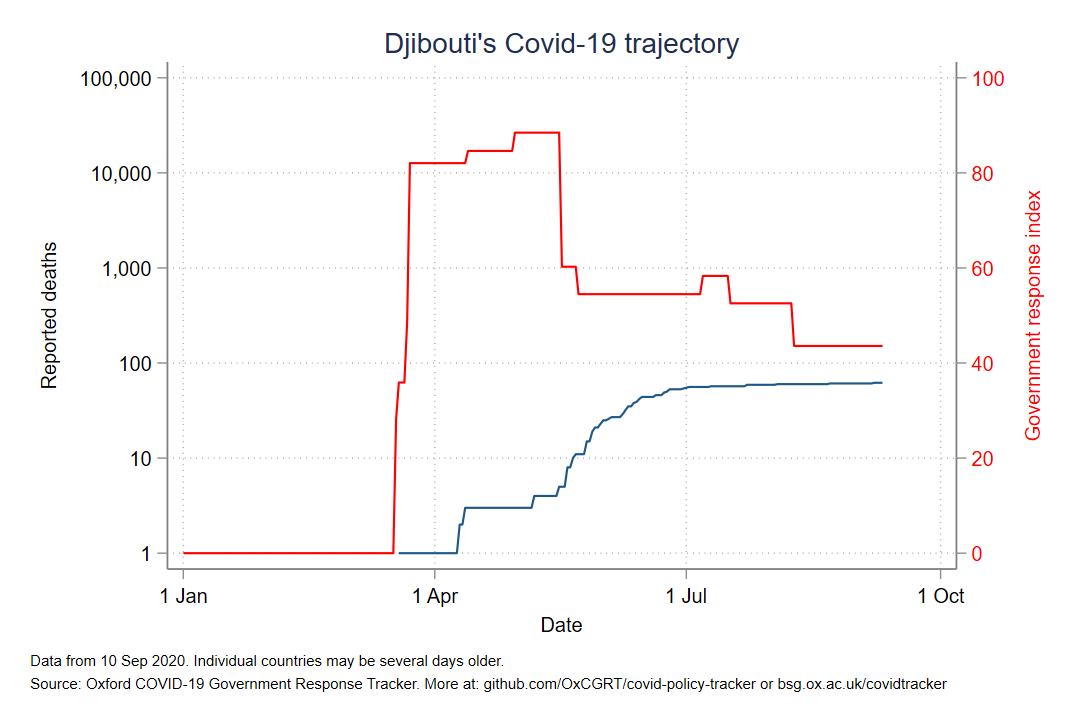 Djibouti's Covid-19 trajectory
100,000
10,000
1,000
100
10
1
Reported deaths
100
80
60
40
20
0
Government response index
1 Jan
1 Apr
1 Jul
1 Oct
Date
Data from 10 Sep 2020. Individual countries may be several days older.
Source: Oxford COVID-19 Government Response Tracker. More at: github.com/OxCGRT/covid-policy-tracker or bsg.ox.ac.uk/covidtracker